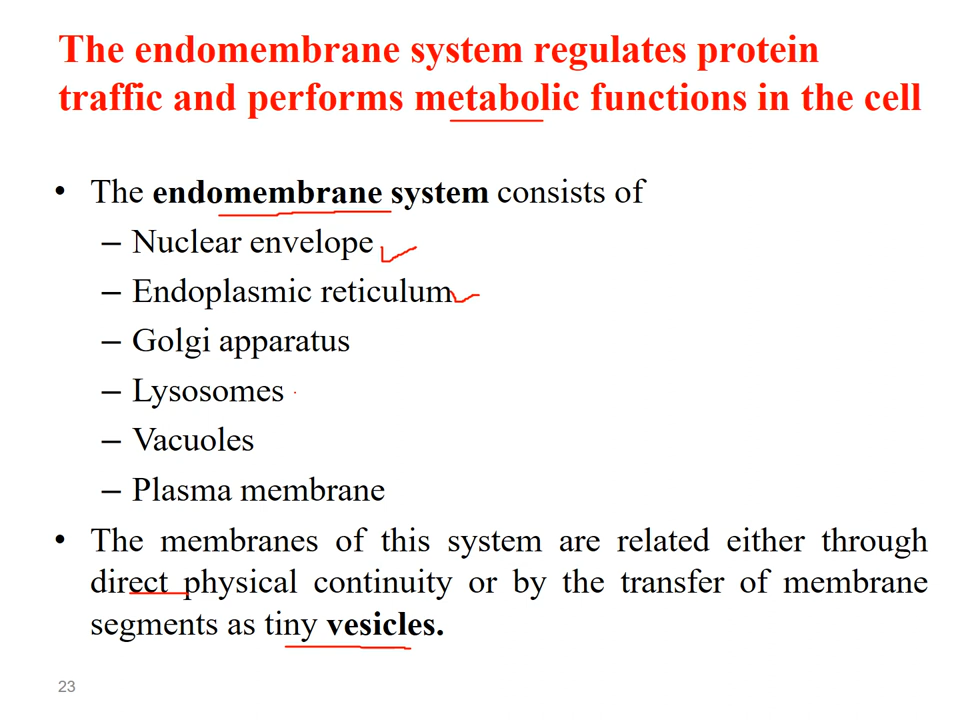 The endomembrane system regulates protein
traffic and performs metabolic functions in the cell
• The endomembrane system consists of
– Nuclear envelope
– Endoplasmic reticulum
– Golgi apparatus
– Lysosomes
– Vacuoles
– Plasma membrane
• The membranes of this system are related either through
direct physical continuity or by the transfer of membrane
segments as tiny vesicles.
23